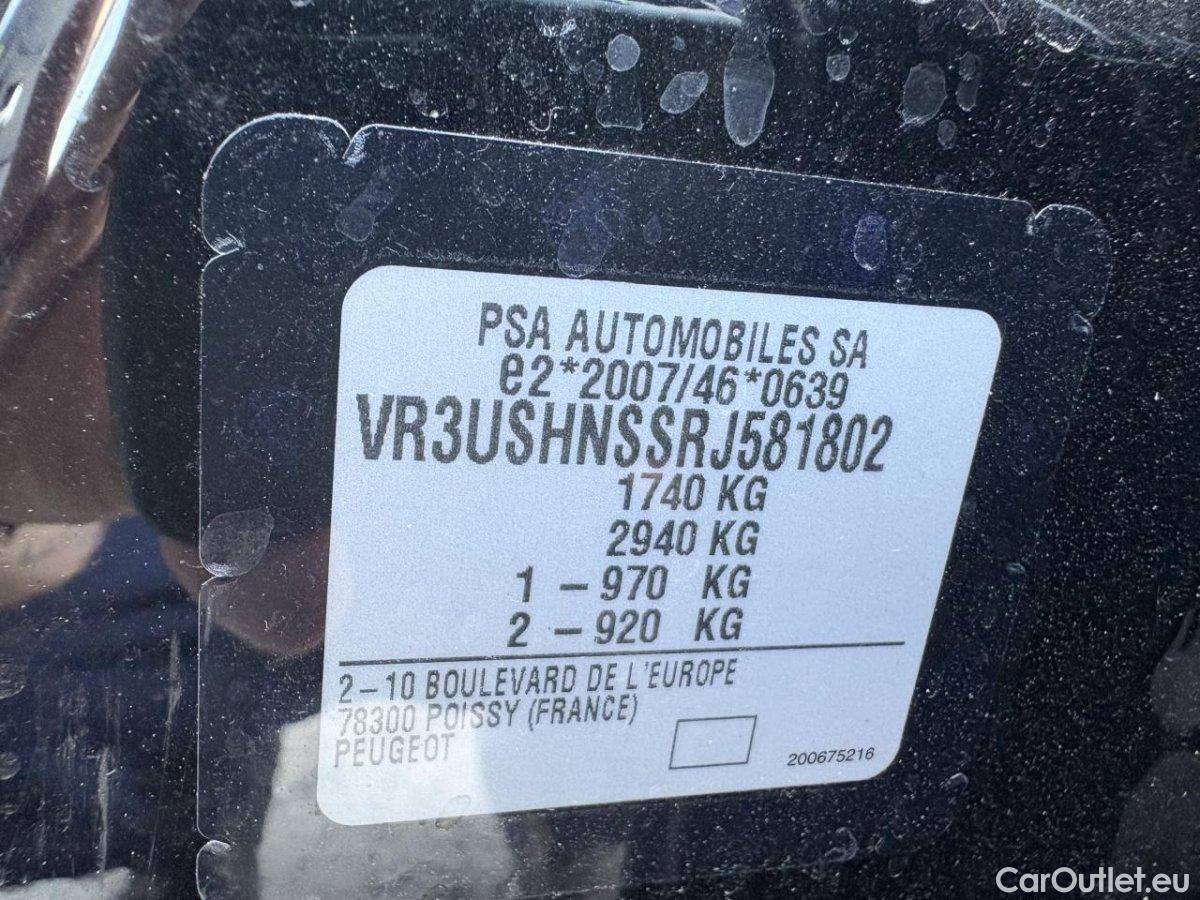 PSA AUTOMOBILES SA
e2*2007/46*0639
VR3USHNSSRJ581802
1740 KG
2940 KG
1 – 970 KG
2 – 920 KG
2–10 BOULEVARD DE L'EUROPE
78300 POISSY (FRANCE)
PEUGEOT
200675216
CarOutlet.eu